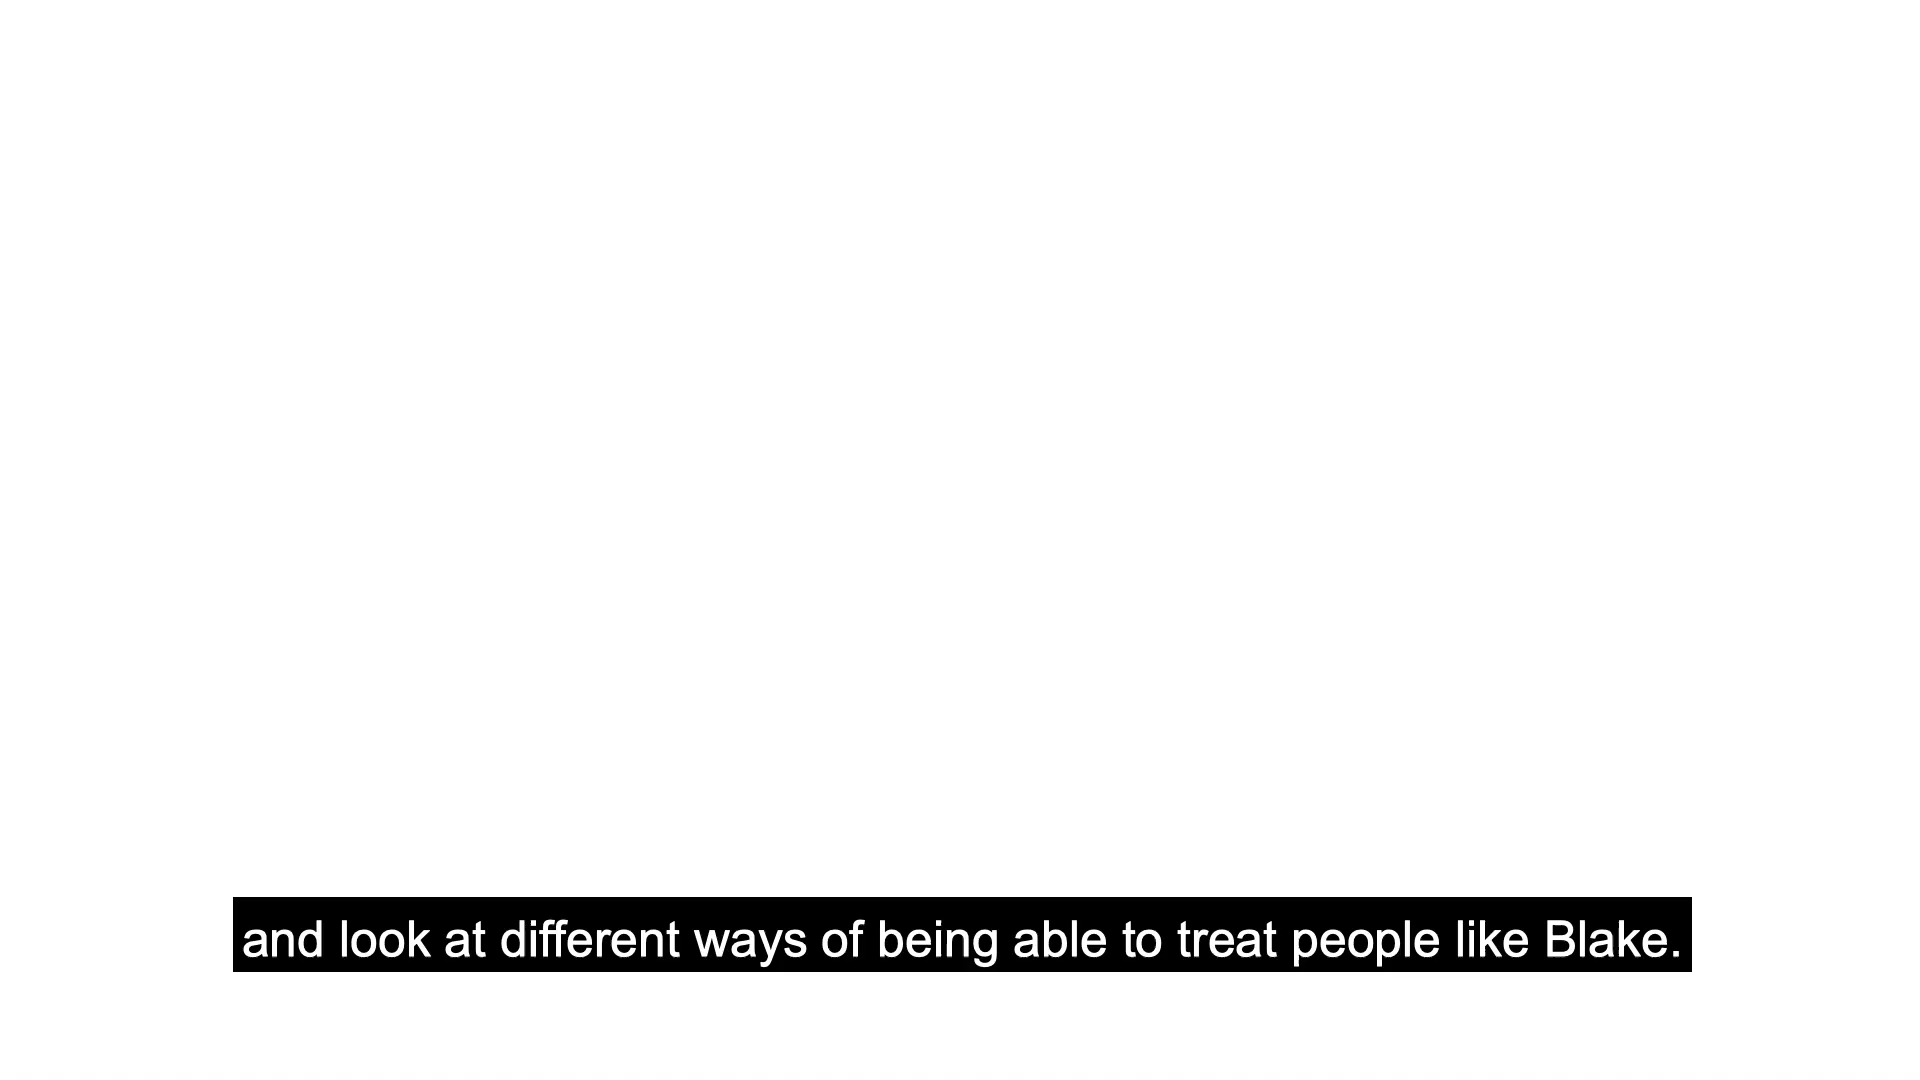 and look at different ways of being able to treat people like Blake.